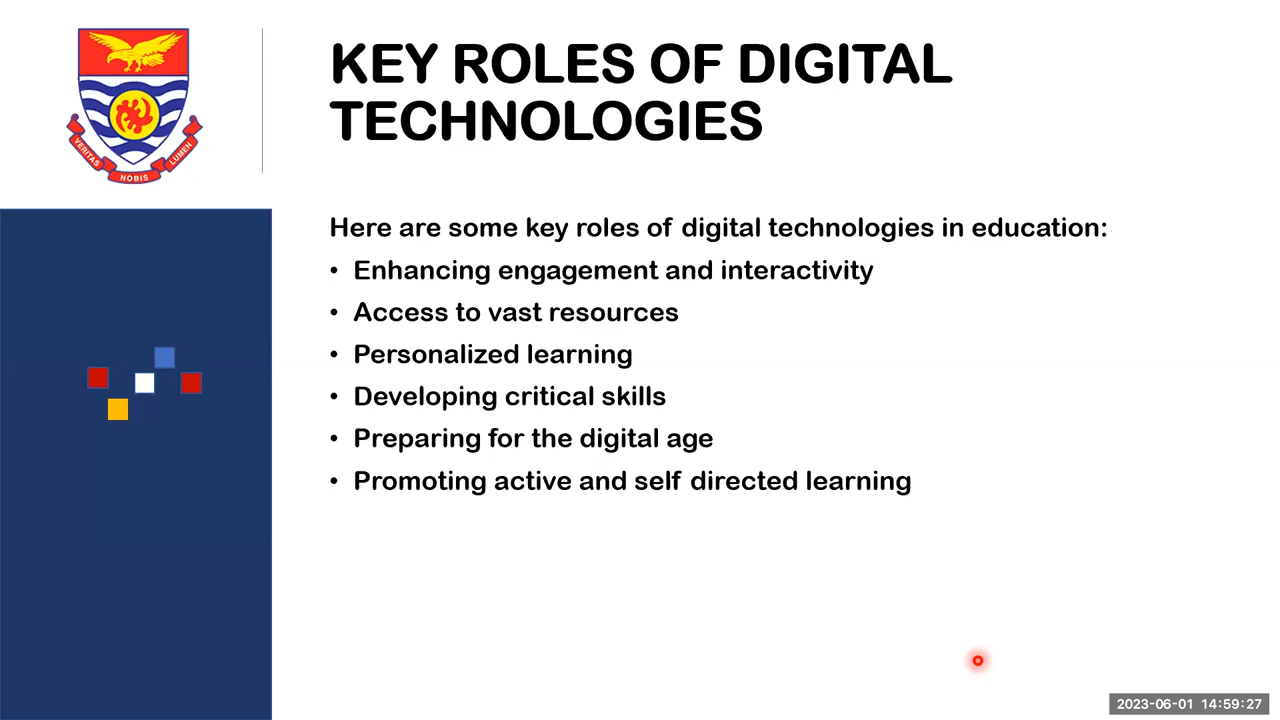 VERITAS
NOBIS
LUMEN
KEY ROLES OF DIGITAL
TECHNOLOGIES
Here are some key roles of digital technologies in education:
• Enhancing engagement and interactivity
• Access to vast resources
• Personalized learning
• Developing critical skills
• Preparing for the digital age
• Promoting active and self directed learning
2023-06-01 14:59:27